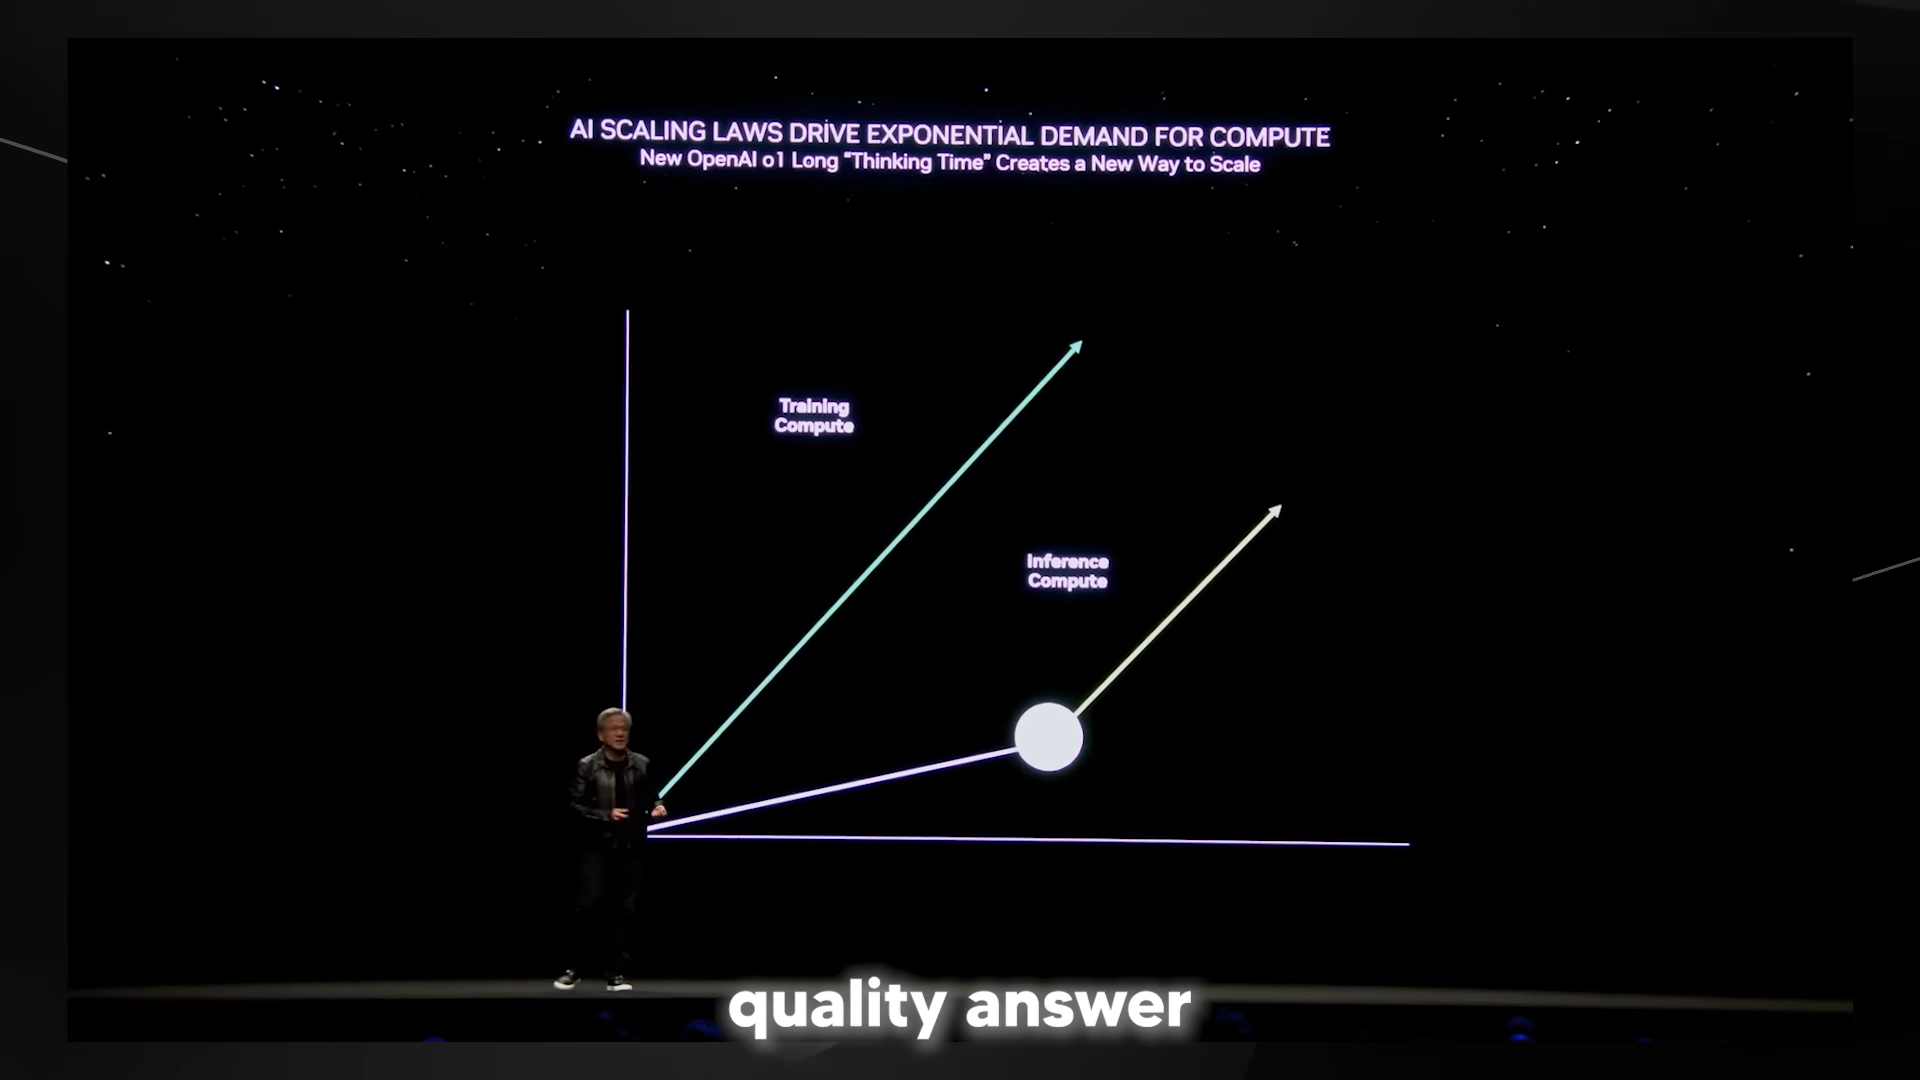 AI SCALING LAWS DRIVE EXPONENTIAL DEMAND FOR COMPUTE
New OpenAI o1 Long “Thinking Time” Creates a New Way to Scale
Training
Compute
Inference
Compute
quality answer